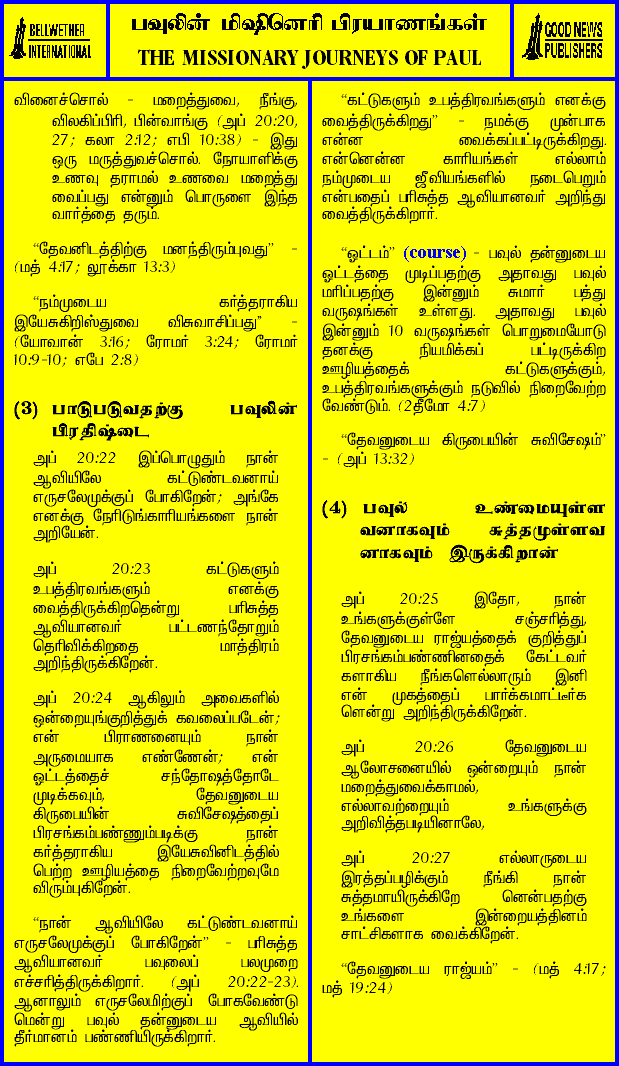 BELLWETHER
INTERNATIONAL
பவுலின் மிஷினெரி பிரயாணங்கள்
THE MISSIONARY JOURNEYS OF PAUL
GOOD NEWS
PUBLISHERS
வினைச்சொல் - மறைத்துவை, நீங்கு,
விலகிப்பிரி, பின்வாங்கு (அப் 20:20,
27; கலா 2:12; எபி 10:38) - இது
ஒரு மருத்துவச்சொல். நோயாளிக்கு
உணவு தராமல் உணவை மறைத்து
வைப்பது என்னும் பொருளை இந்த
வார்த்தை தரும்.
“தேவனிடத்திற்கு மனந்திரும்புவது” -
(மத் 4:17; லூக்கா 13:3)
“நம்முடைய கர்த்தராகிய
இயேசுகிறிஸ்துவை விசுவாசிப்பது” -
(யோவான் 3:16; ரோமர் 3:24; ரோமர்
10:9-10; எபே 2:8)
(3) பாடுபடுவதற்கு பவுலின்
பிரதிஷ்டை
அப் 20:22 இப்பொழுதும் நான்
ஆவியிலே கட்டுண்டவனாய்
எருசலேமுக்குப் போகிறேன்; அங்கே
எனக்கு நேரிடுங்காரியங்களை நான்
அறியேன்.
அப் 20:23 கட்டுகளும்
உபத்திரவங்களும் எனக்கு
வைத்திருக்கிறதென்று பரிசுத்த
ஆவியானவர் பட்டணந்தோறும்
தெரிவிக்கிறதை மாத்திரம்
அறிந்திருக்கிறேன்.
அப் 20:24 ஆகிலும் அவைகளில்
ஒன்றையுங்குறித்துக் கவலைப்படேன்;
என் பிராணனையும் நான்
அருமையாக எண்ணேன்; என்
ஓட்டத்தைச் சந்தோஷத்தோடே
முடிக்கவும், தேவனுடைய
கிருபையின் சுவிசேஷத்தைப்
பிரசங்கம்பண்ணும்படிக்கு நான்
கர்த்தராகிய இயேசுவினிடத்தில்
பெற்ற ஊழியத்தை நிறைவேற்றவுமே
விரும்புகிறேன்.
“நான் ஆவியிலே கட்டுண்டவனாய்
எருசலேமுக்குப் போகிறேன்” - பரிசுத்த
ஆவியானவர் பவுலைப் பலமுறை
எச்சரித்திருக்கிறார். (அப் 20:22-23).
ஆனாலும் எருசலேமிற்குப் போகவேண்டு
மென்று பவுல் தன்னுடைய ஆவியில்
தீர்மானம் பண்ணியிருக்கிறார்.
“கட்டுகளும் உபத்திரவங்களும் எனக்கு
வைத்திருக்கிறது” - நமக்கு முன்பாக
என்ன வைக்கப்பட்டிருக்கிறது.
என்னென்ன காரியங்கள் எல்லாம்
நம்முடைய ஜீவியங்களில் நடைபெறும்
என்பதைப் பரிசுத்த ஆவியானவர் அறிந்து
வைத்திருக்கிறார்.
“ஓட்டம்” (course) - பவுல் தன்னுடைய
ஓட்டத்தை முடிப்பதற்கு அதாவது பவுல்
மரிப்பதற்கு இன்னும் சுமார் பத்து
வருஷங்கள் உள்ளது. அதாவது பவுல்
இன்னும் 10 வருஷங்கள் பொறுமையோடு
தனக்கு நியமிக்கப் பட்டிருக்கிற
ஊழியத்தைக் கட்டுகளுக்கும்,
உபத்திரவங்களுக்கும் நடுவில் நிறைவேற்ற
வேண்டும். (2தீமோ 4:7)
“தேவனுடைய கிருபையின் சுவிசேஷம்”
- (அப் 13:32)
(4) பவுல் உண்மையுள்ள
வனாகவும் சுத்தமுள்ளவ
னாகவும் இருக்கிறான்
அப் 20:25 இதோ, நான்
உங்களுக்குள்ளே சஞ்சரித்து,
தேவனுடைய ராஜ்யத்தைக் குறித்துப்
பிரசங்கம்பண்ணினதைக் கேட்டவர்
களாகிய நீங்களெல்லாரும் இனி
என் முகத்தைப் பார்க்கமாட்டீர்க
ளென்று அறிந்திருக்கிறேன்.
அப் 20:26 தேவனுடைய
ஆலோசனையில் ஒன்றையும் நான்
மறைத்துவைக்காமல்,
எல்லாவற்றையும் உங்களுக்கு
அறிவித்தபடியினாலே,
அப் 20:27 எல்லாருடைய
இரத்தப்பழிக்கும் நீங்கி நான்
சுத்தமாயிருக்கிறே னென்பதற்கு
உங்களை இன்றையத்தினம்
சாட்சிகளாக வைக்கிறேன்.
“தேவனுடைய ராஜ்யம்” - (மத் 4:17;
மத் 19:24)